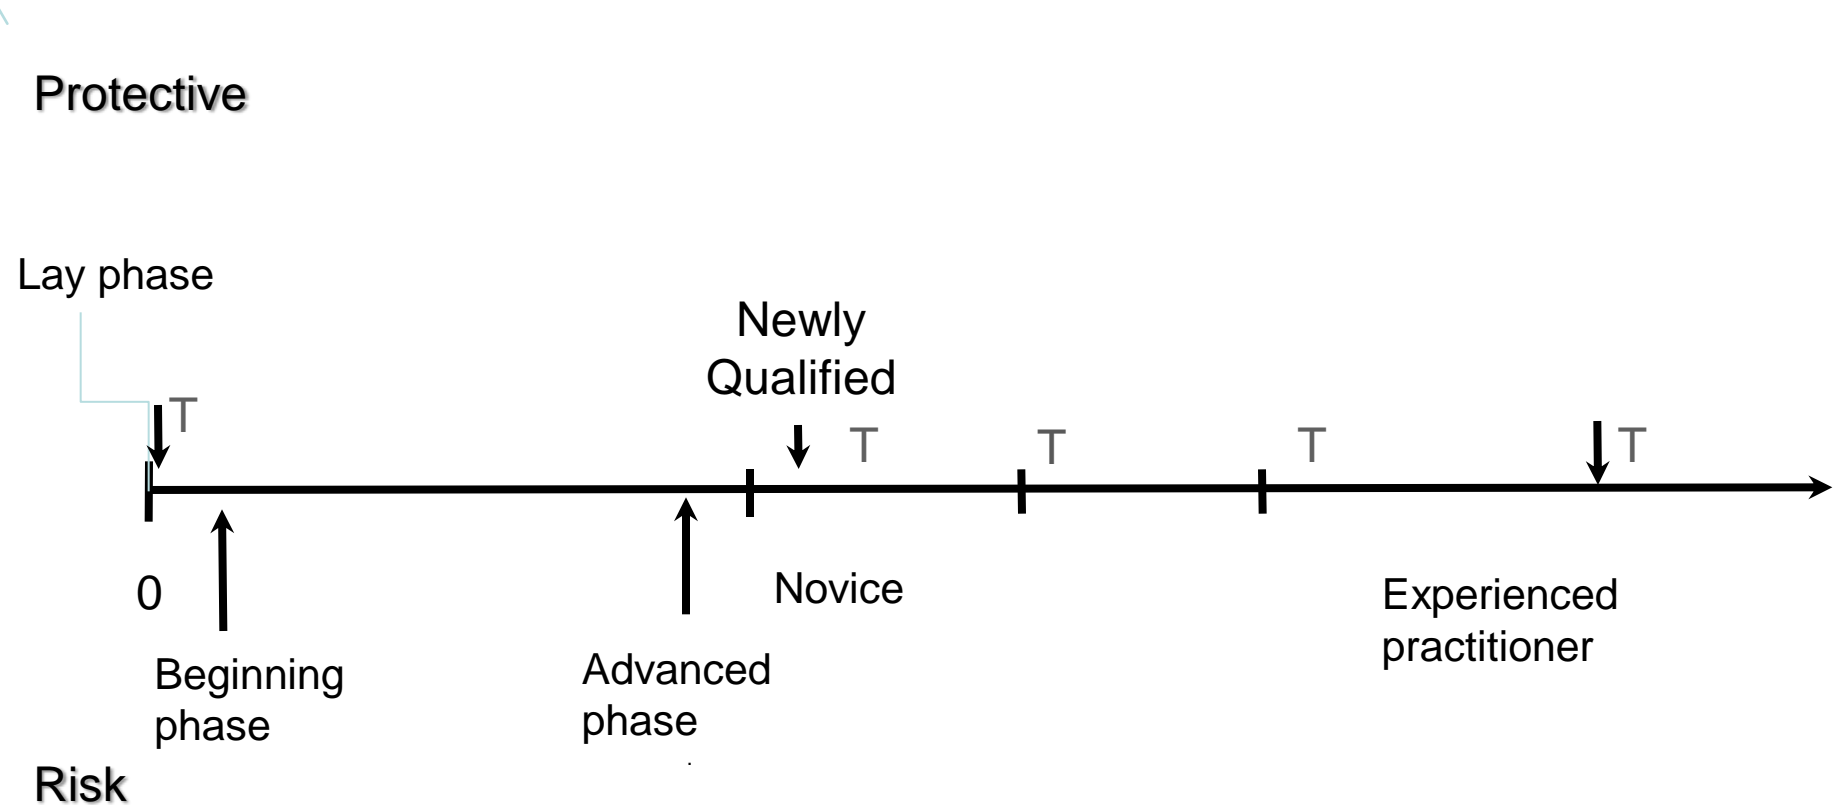 Protective
Lay phase
Newly
Qualified
T
T
T
T
T
0
Novice
Experienced
practitioner
Beginning
phase
Advanced
phase
Risk